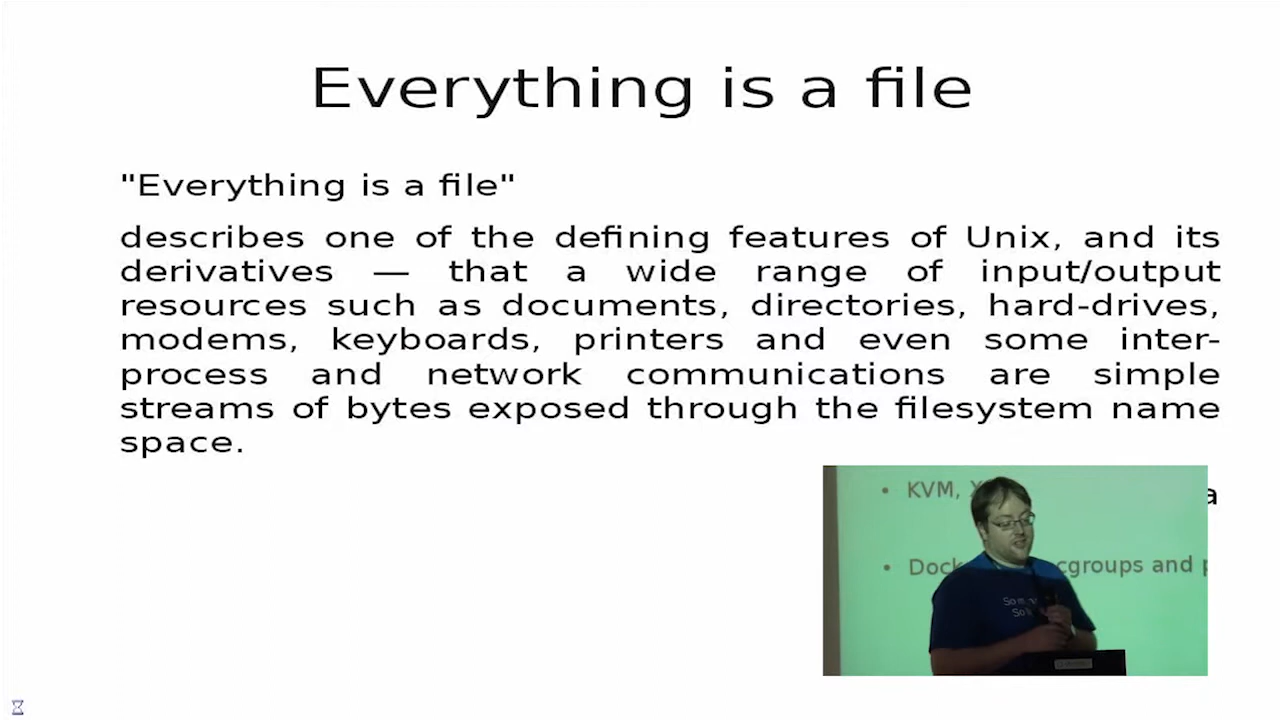 Everything is a file
"Everything is a file"
describes one of the defining features of Unix, and its
derivatives — that a wide range of input/output
resources such as documents, directories, hard-drives,
modems, keyboards, printers and even some inter-
process and network communications are simple
streams of bytes exposed through the filesystem name
space.
a
• KVM,
• cgroups and